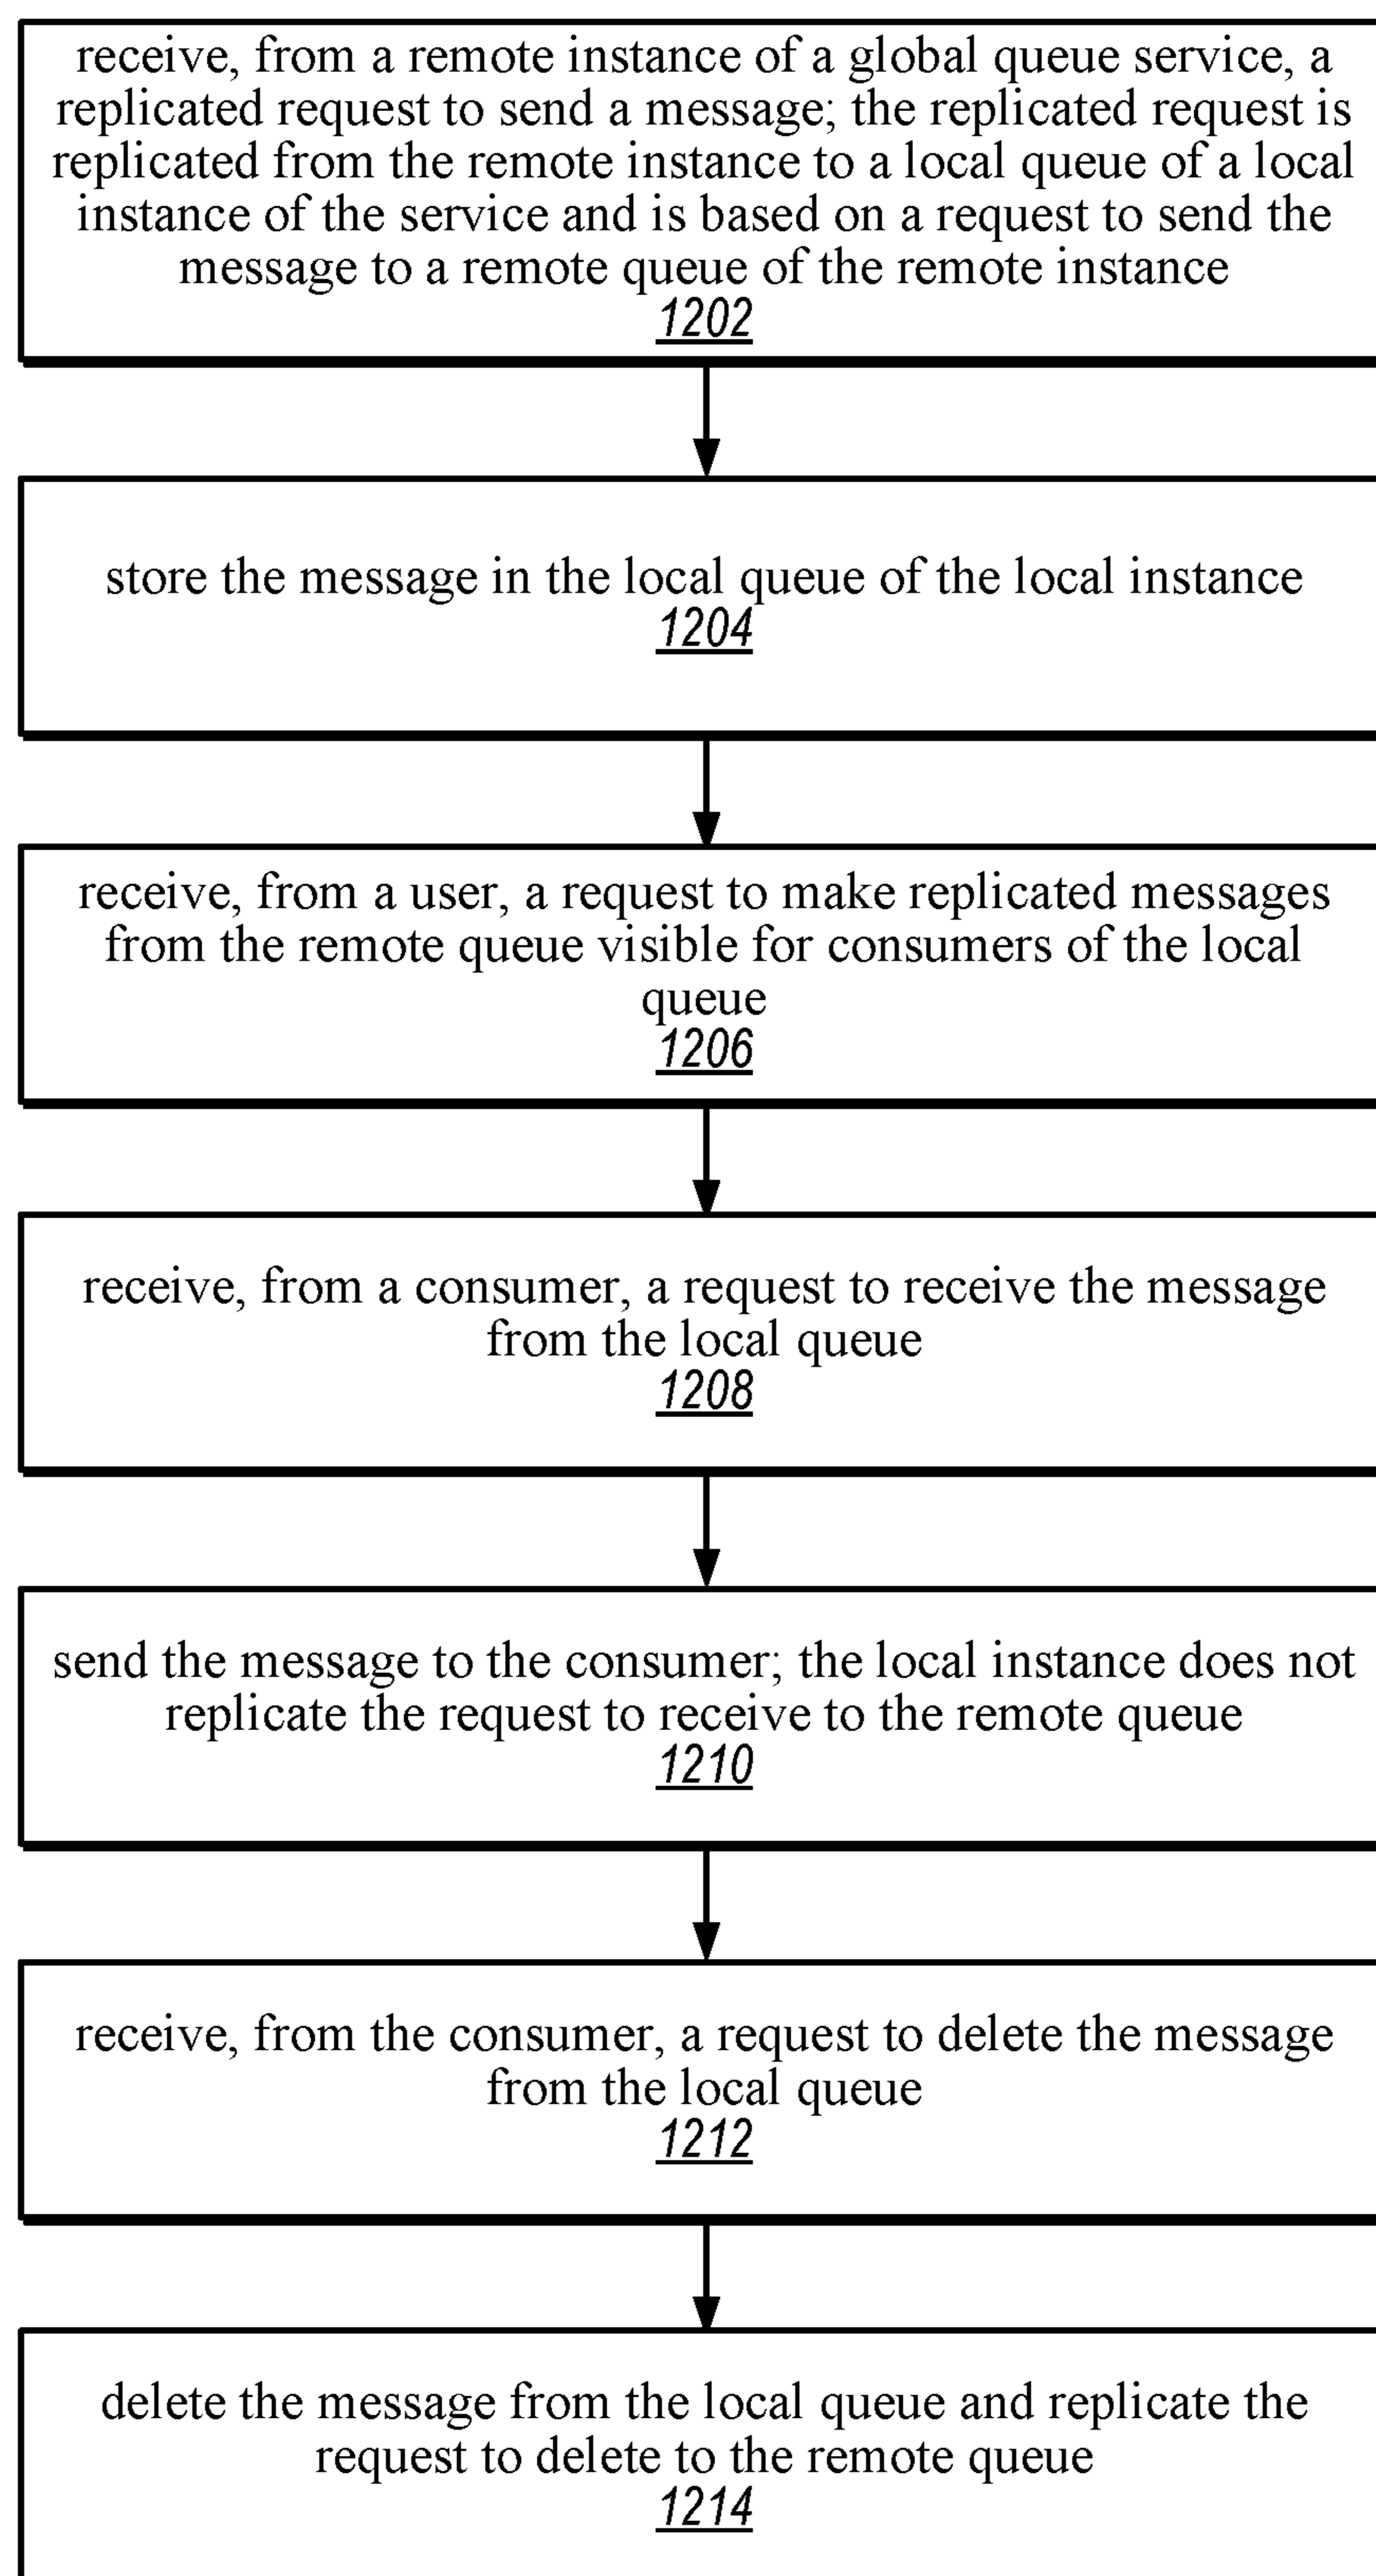 receive, from a remote instance of a global queue service, a
replicated request to send a message; the replicated request is
replicated from the remote instance to a local queue of a local
instance of the service and is based on a request to send the
message to a remote queue of the remote instance
1202
store the message in the local queue of the local instance
1204
receive, from a user, a request to make replicated messages
from the remote queue visible for consumers of the local
queue
1206
receive, from a consumer, a request to receive the message
from the local queue
1208
send the message to the consumer; the local instance does not
replicate the request to receive to the remote queue
1210
receive, from the consumer, a request to delete the message
from the local queue
1212
delete the message from the local queue and replicate the
request to delete to the remote queue
1214